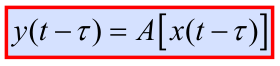 y(t − τ) = A[x(t − τ)]